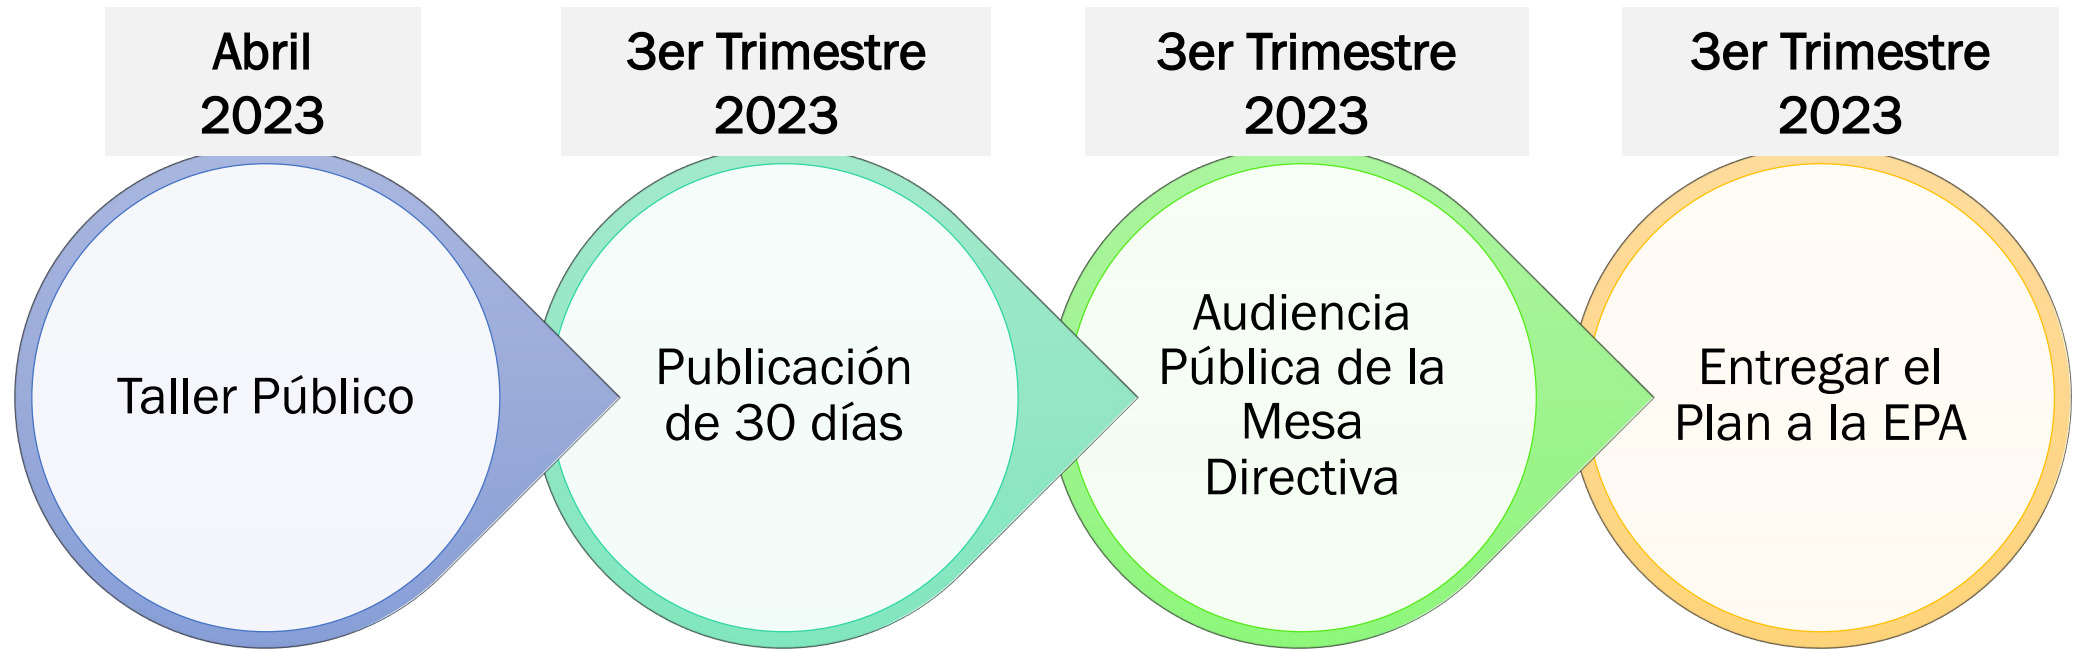 Abril
2023
3er Trimestre
2023
3er Trimestre
2023
3er Trimestre
2023
Taller Público
Publicación
de 30 días
Audiencia
Pública de la
Mesa
Directiva
Entregar el
Plan a la EPA